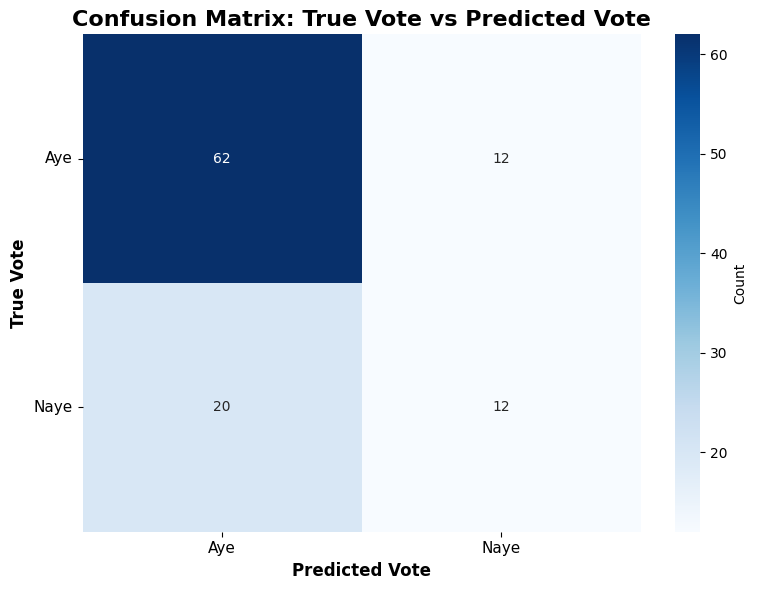 Confusion Matrix: True Vote vs Predicted Vote
True Vote
Aye
62
12
Naye
20
12
Aye
Naye
Predicted Vote
60
50
40
30
20
Count